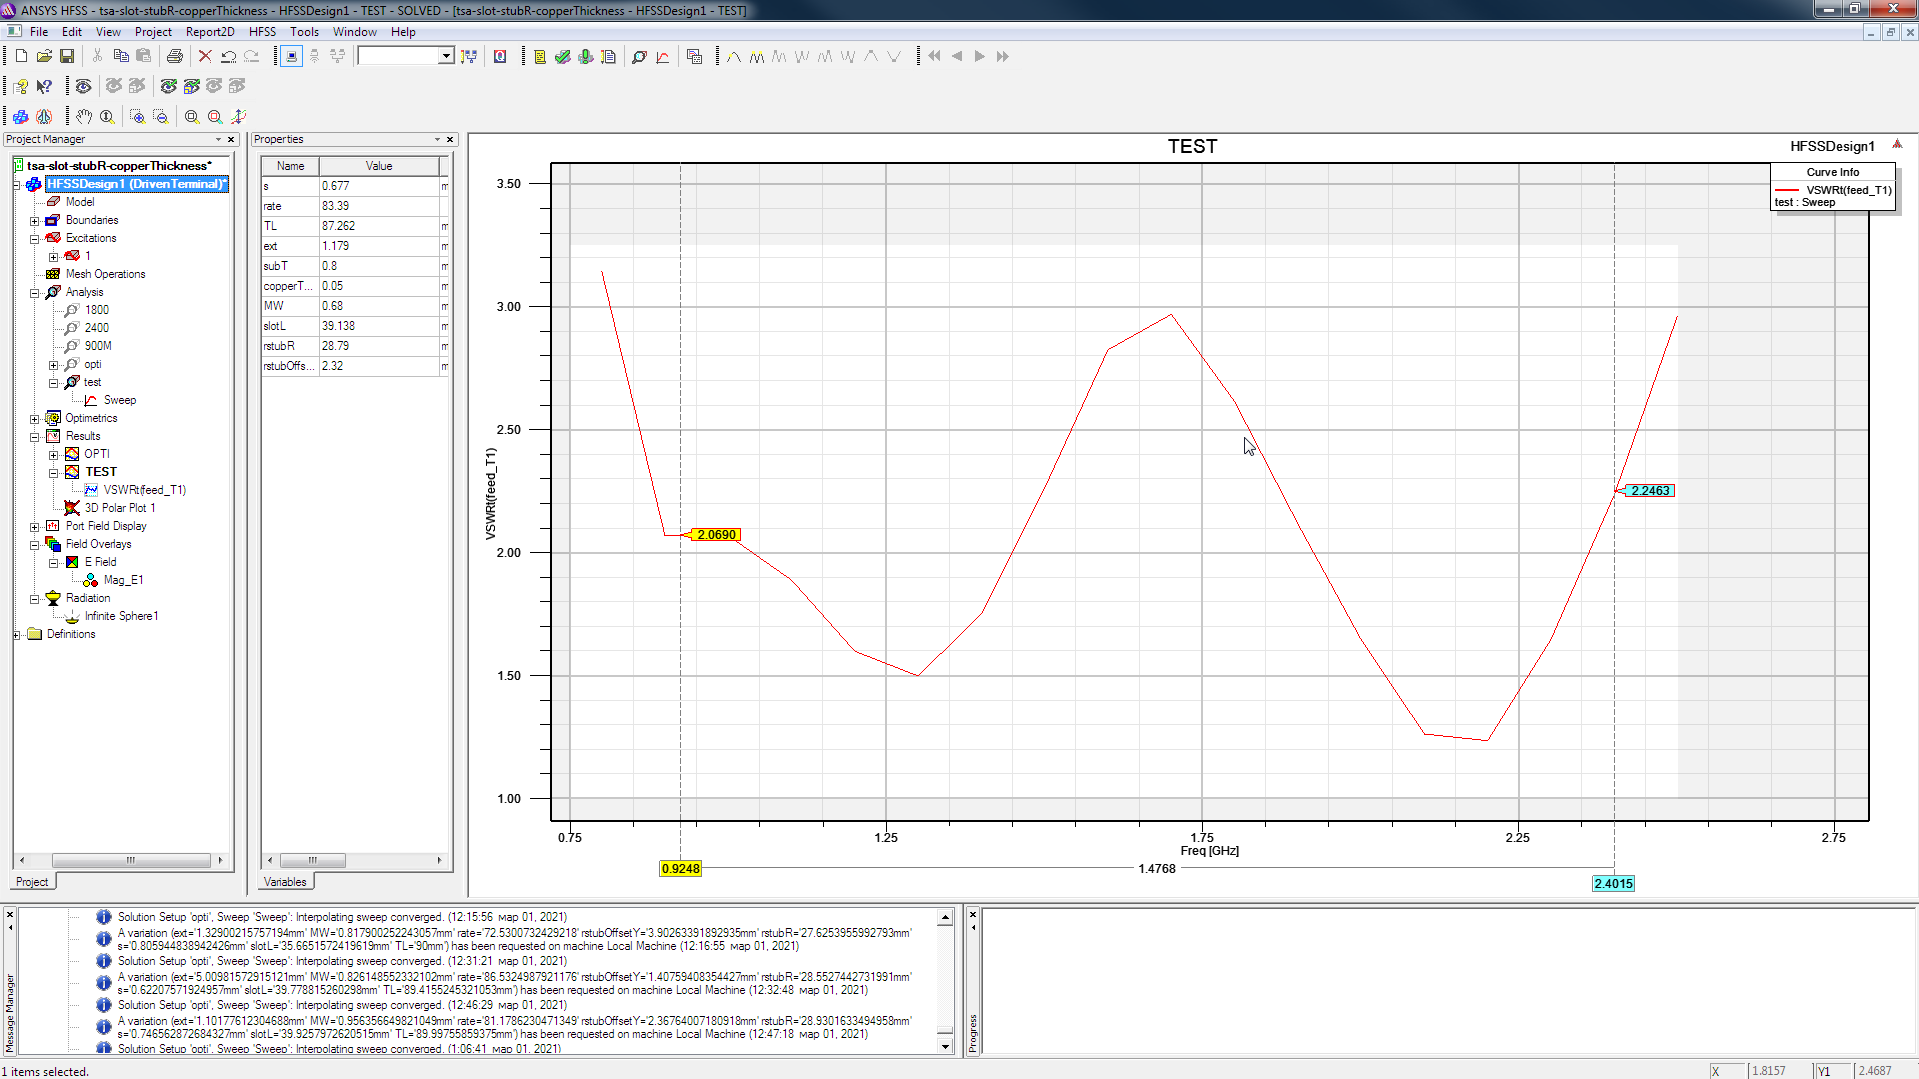 ANSYS HFSS - tsa-slot-stubR-copperThickness - HFSSDesign1 - TEST - SOLVED - [tsa-slot-stubR-copperThickness - HFSSDesign1 - TEST]
File Edit View Project Report2D HFSS Tools Window Help
Project Manager
tsa-slot-stubR-copperThickness*
HFSSDesign1 (DrivenTerminal)*
Model
Boundaries
Excitations
1
Mesh Operations
Analysis
1800
2400
900M
opti
test
Sweep
Optimetrics
Results
OPTI
TEST
VSWRt(feed_T1)
3D Polar Plot 1
Port Field Display
Field Overlays
E Field
Mag_E1
Radiation
Infinite Sphere1
Definitions
Project
Properties
Name Value
s 0.677 m
rate 83.39
TL 87.262 m
ext 1.179 m
subT 0.8 m
copperT... 0.05 m
MW 0.68 m
slotL 39.138 m
rstubR 28.79 m
rstubOffs... 2.32 m
Variables
TEST
HFSSDesign1
Curve Info
VSWRt(feed_T1)
test : Sweep
VSWRt(feed_T1)
3.50
3.00
2.50
2.00
1.50
1.00
2.0690
2.2463
0.75 1.25 1.75 2.25 2.75
Freq [GHz]
0.9248
1.4768
2.4015
Message Manager
Solution Setup 'opti', Sweep 'Sweep': Interpolating sweep converged. (12:15:56 мар 01, 2021)
A variation (ext='1.32900215757194mm' MW='0.817900252243057mm' rate='72.5300732429218' rstubOffsetY='3.90263391892935mm' rstubR='27.6253955992793mm'
s='0.805944838942426mm' slotL='35.6651572419619mm' TL='90mm') has been requested on machine Local Machine (12:16:55 мар 01, 2021)
Solution Setup 'opti', Sweep 'Sweep': Interpolating sweep converged. (12:31:21 мар 01, 2021)
A variation (ext='5.00981572915121mm' MW='0.826148552332102mm' rate='86.5324987921176' rstubOffsetY='1.40759408354427mm' rstubR='28.5527442731991mm'
s='0.62207571924957mm' slotL='39.778815260298mm' TL='89.4155245321053mm') has been requested on machine Local Machine (12:32:48 мар 01, 2021)
Solution Setup 'opti', Sweep 'Sweep': Interpolating sweep converged. (12:46:29 мар 01, 2021)
A variation (ext='1.10177612304688mm' MW='0.956356649821049mm' rate='81.1786230471349' rstubOffsetY='2.36764007180918mm' rstubR='28.9301633494958mm'
s='0.746562872684327mm' slotL='39.9257972620515mm' TL='89.99755859375mm') has been requested on machine Local Machine (12:47:18 мар 01, 2021)
Solution Setup 'opti', Sweep 'Sweep': Interpolating sweep converged. (1:06:41 мар 01, 2021)
Progress
1 items selected.
X 1.8157 Y1 2.4687